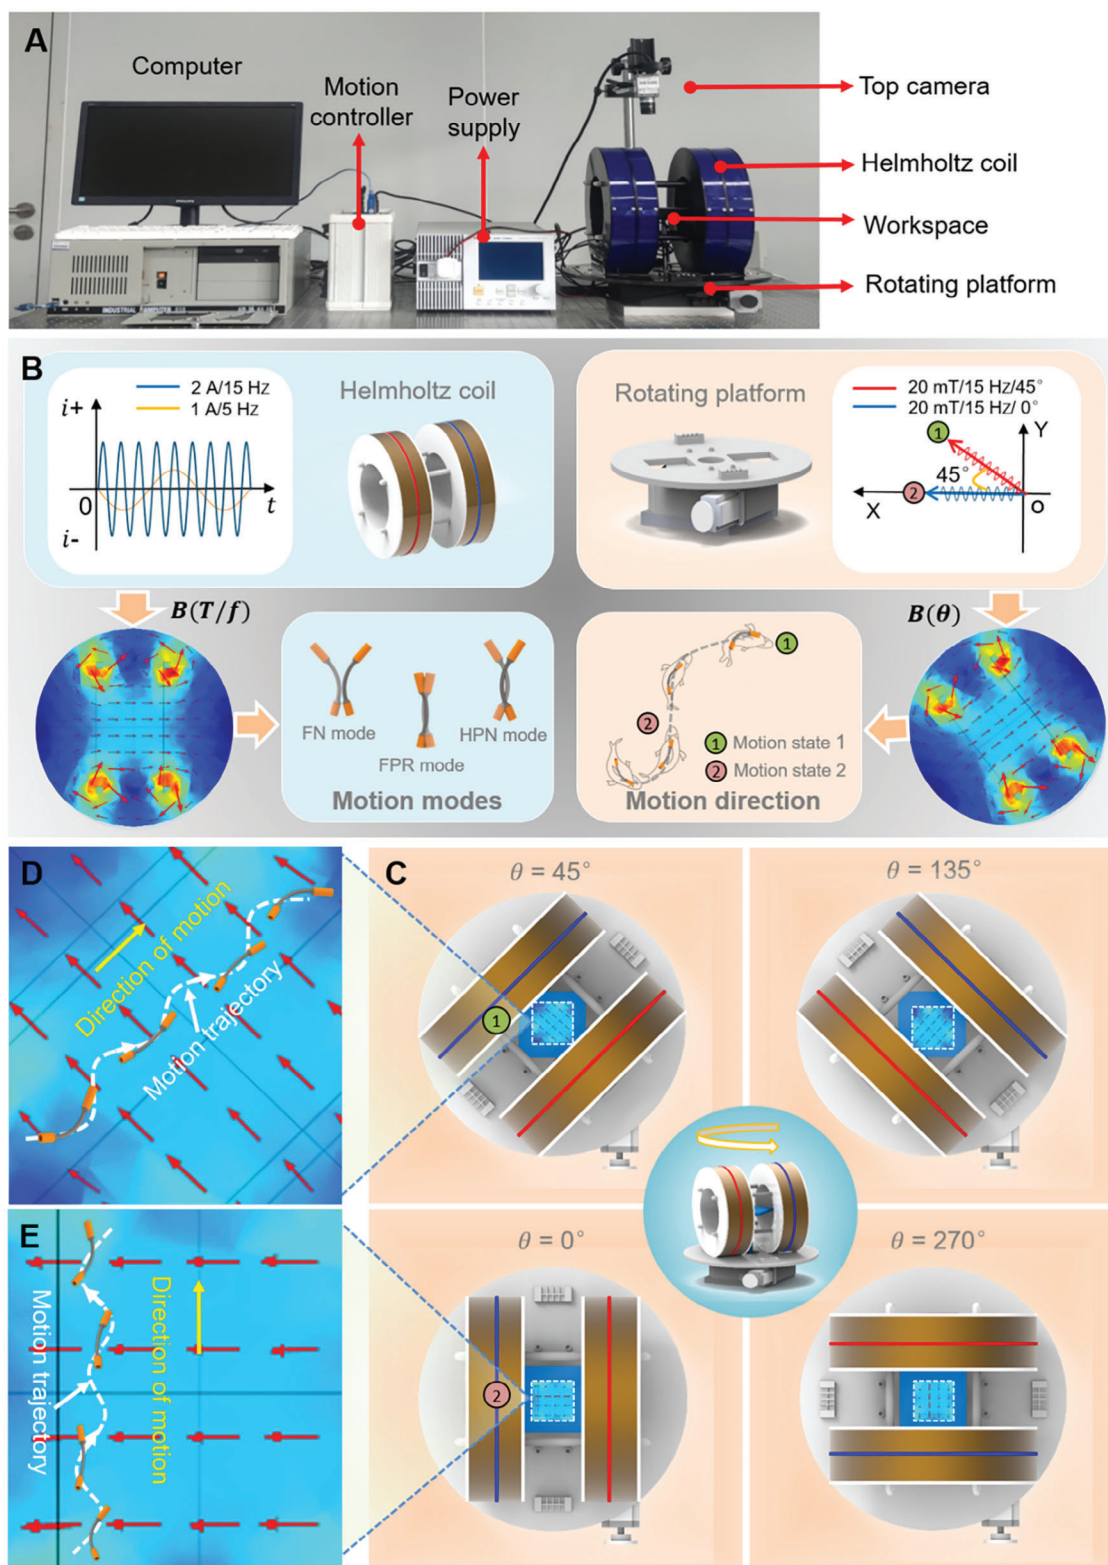 A
Computer
Motion
controller
Power
supply
Top camera
Helmholtz coil
Workspace
Rotating platform
B
2 A/15 Hz
1 A/5 Hz
i+
0
t
i-
Helmholtz coil
Rotating platform
20 mT/15 Hz/45°
20 mT/15 Hz/ 0°
1
Y
45°
2
X
O
B(T/f)
B(θ)
FN mode
HPN mode
FPR mode
Motion modes
1
2
1 Motion state 1
2 Motion state 2
Motion direction
D
Direction of motion
Motion trajectory
C
θ = 45°
1
θ = 135°
E
Motion trajectory
Direction of motion
θ = 0°
2
θ = 270°